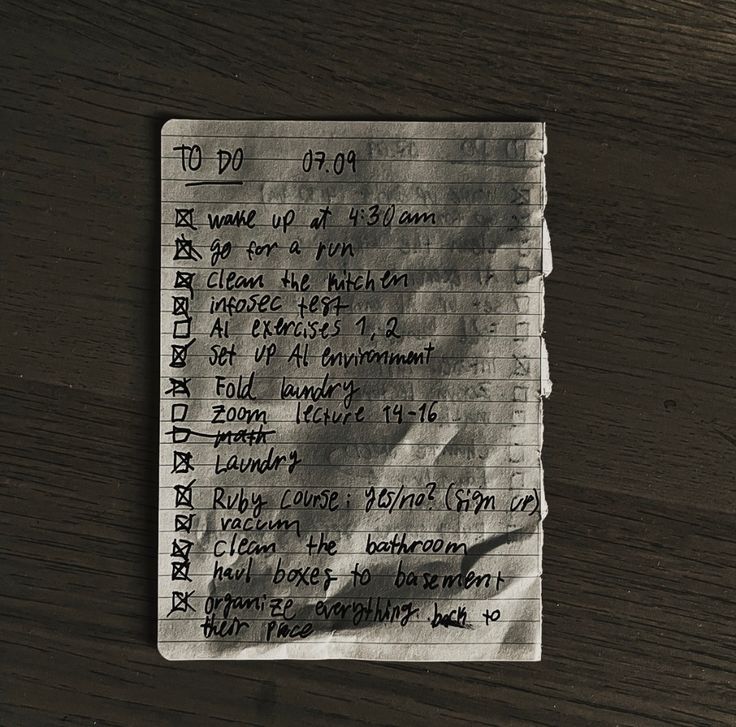 TO DO 07.09
wake up at 4:30am
go for a run
clean the kitchen
infosec test
AI exercises 1, 2
set up AI environment
Fold laundry
Zoom lecture 14-16
math
Laundry
Ruby course: yes/no? (sign up)
vaccum
clean the bathroom
haul boxes to basement
organize everything back to
their place